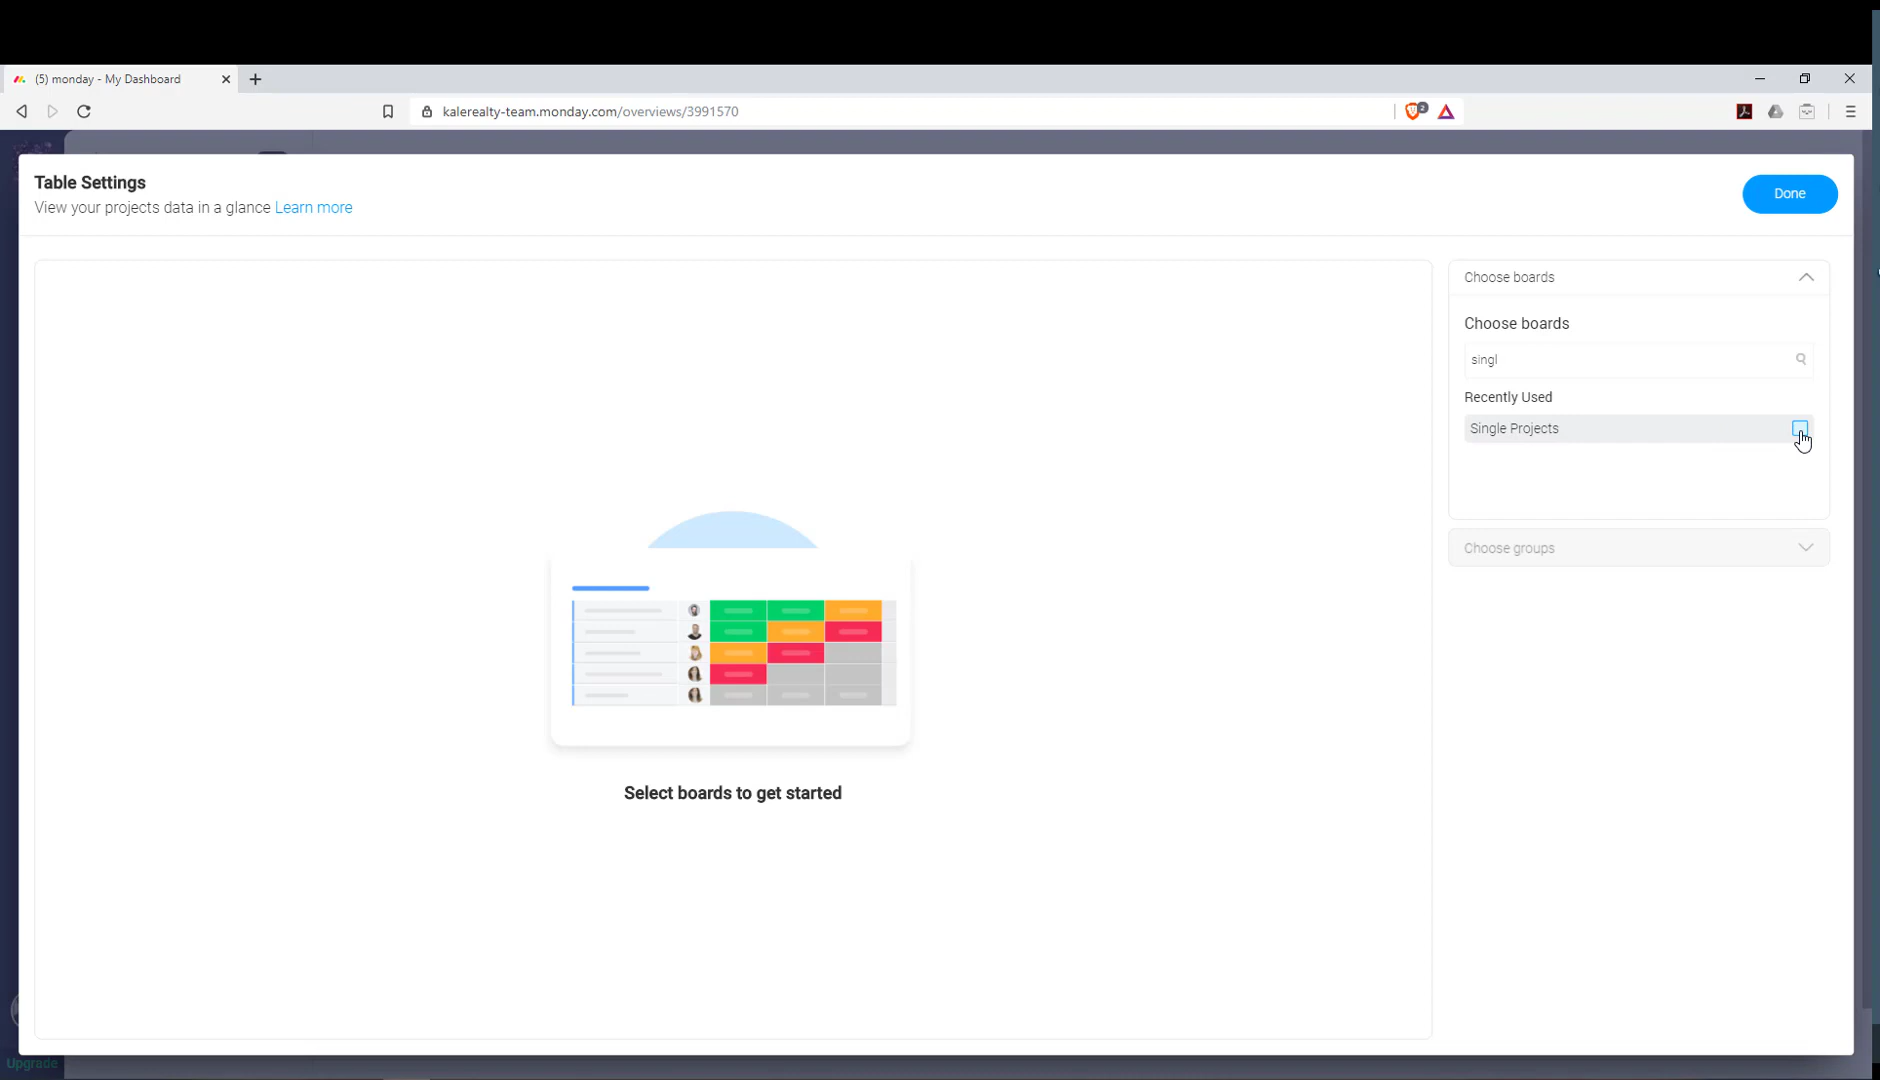 (5) monday - My Dashboard
kalerealty-team.monday.com/overviews/3991570
2
Table Settings
View your projects data in a glance Learn more
Done
Choose boards
Choose boards
singl
Recently Used
Single Projects
Choose groups
Select boards to get started
Upgrade